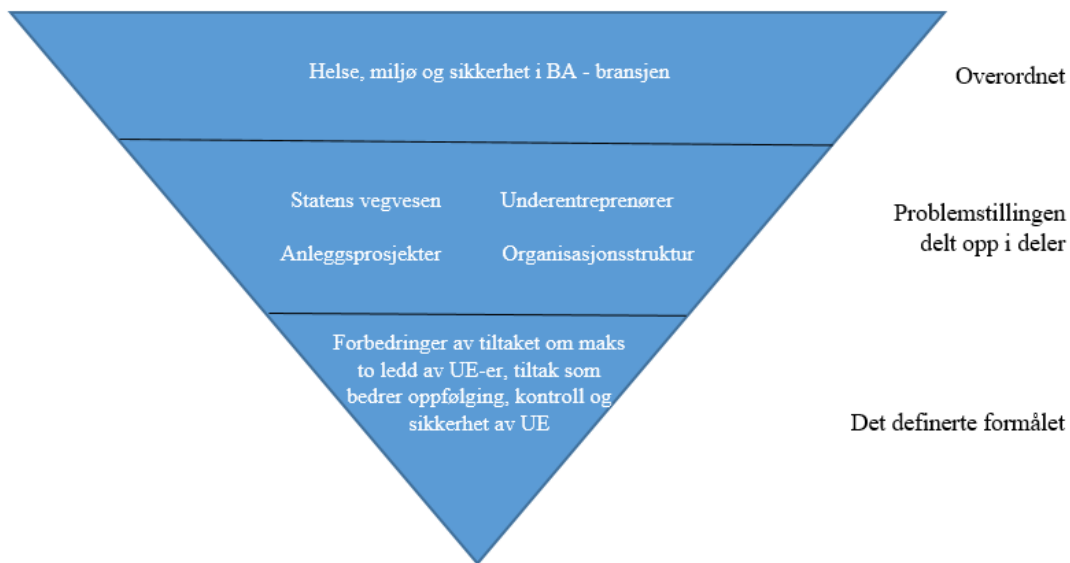 Helse, miljø og sikkerhet i BA - bransjen
Overordnet
Statens vegvesen
Underentreprenører
Anleggsprosjekter
Organisasjonsstruktur
Problemstillingen
delt opp i deler
Forbedringer av tiltaket om maks
to ledd av UE-er, tiltak som
bedrer oppfølging, kontroll og
sikkerhet av UE
Det definerte formålet